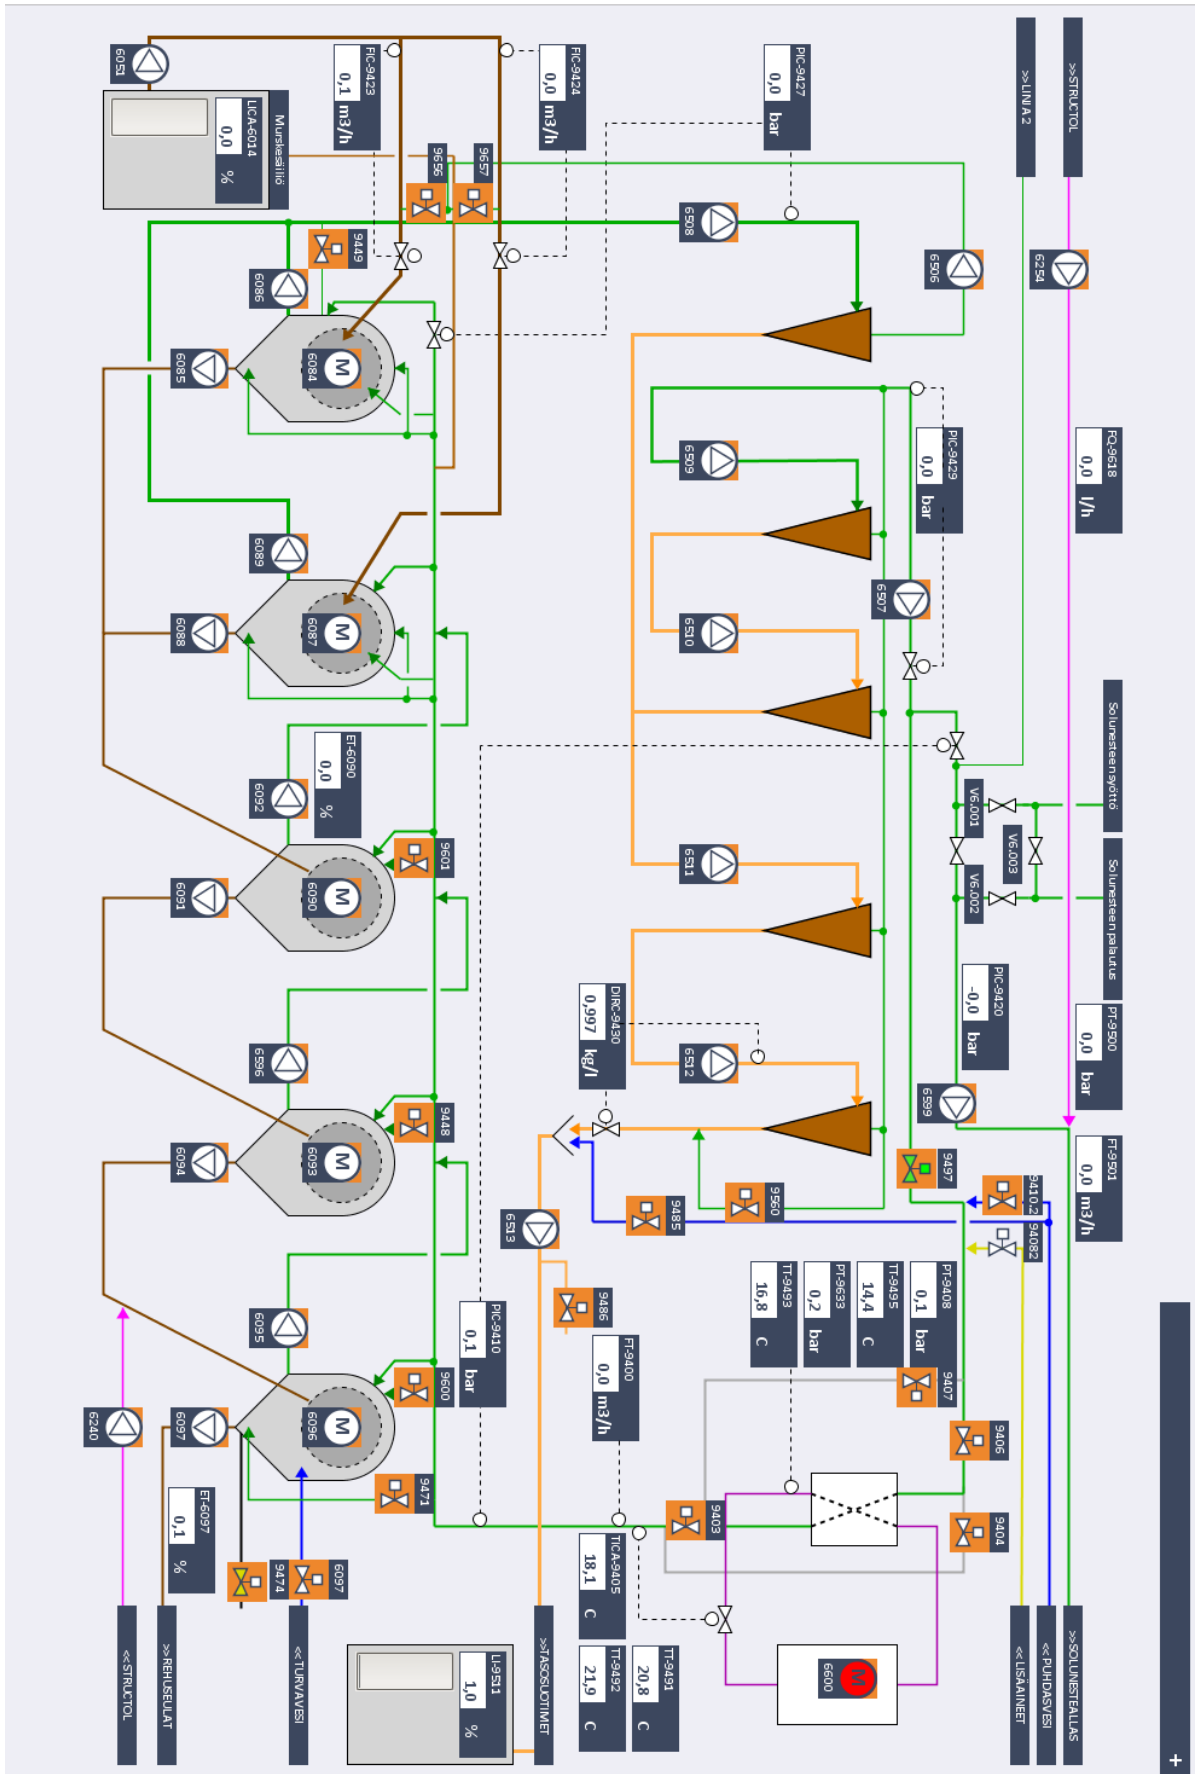 >>STRUCTOL
>>LINJA 2
PIC-9427
0,0 bar
FIC-9424
0,0 m3/h
FIC-9423
0,1 m3/h
6051
Murskesäiliö
LICA-6014
0,0 %
9657
9656
9449
6508
6506
6254
6086
6084
M
6085
FQ-9618
0,0 l/h
PIC-9429
0,0 bar
6509
6089
6087
M
6088
6507
6510
Solunesteen syöttö
Solunesteen palautus
V6.001
V6.003
V6.002
ET-6090
0,0 %
6092
9601
6090
M
6091
6511
PIC-9420
-0,0 bar
PT-9500
0,0 bar
DIRC-9430
0,997 kg/l
6512
6599
6596
9448
6093
M
6094
FT-9501
0,0 m3/h
9497
9410.2
94082
9560
9485
6513
9486
TT-9493
16,8 C
PT-9633
0,2 bar
TT-9495
14,4 C
PT-9408
0,1 bar
9407
PIC-9410
0,1 bar
FT-9400
0,0 m3/h
6095
9600
6096
M
6097
6240
9471
9406
9404
9403
ET-6097
0,1 %
9474
6097
TICA-9405
18,1 C
TT-9492
21,9 C
TT-9491
20,8 C
6600
M
LI-9511
1,0 %
<<STRUCTOL
>>REHUSEULAT
<<TURVAVESI
>>TASOSUOTIMET
<<LISÄAINEET
<<PUHDASVESI
>>SOLUNESTEALLAS
+